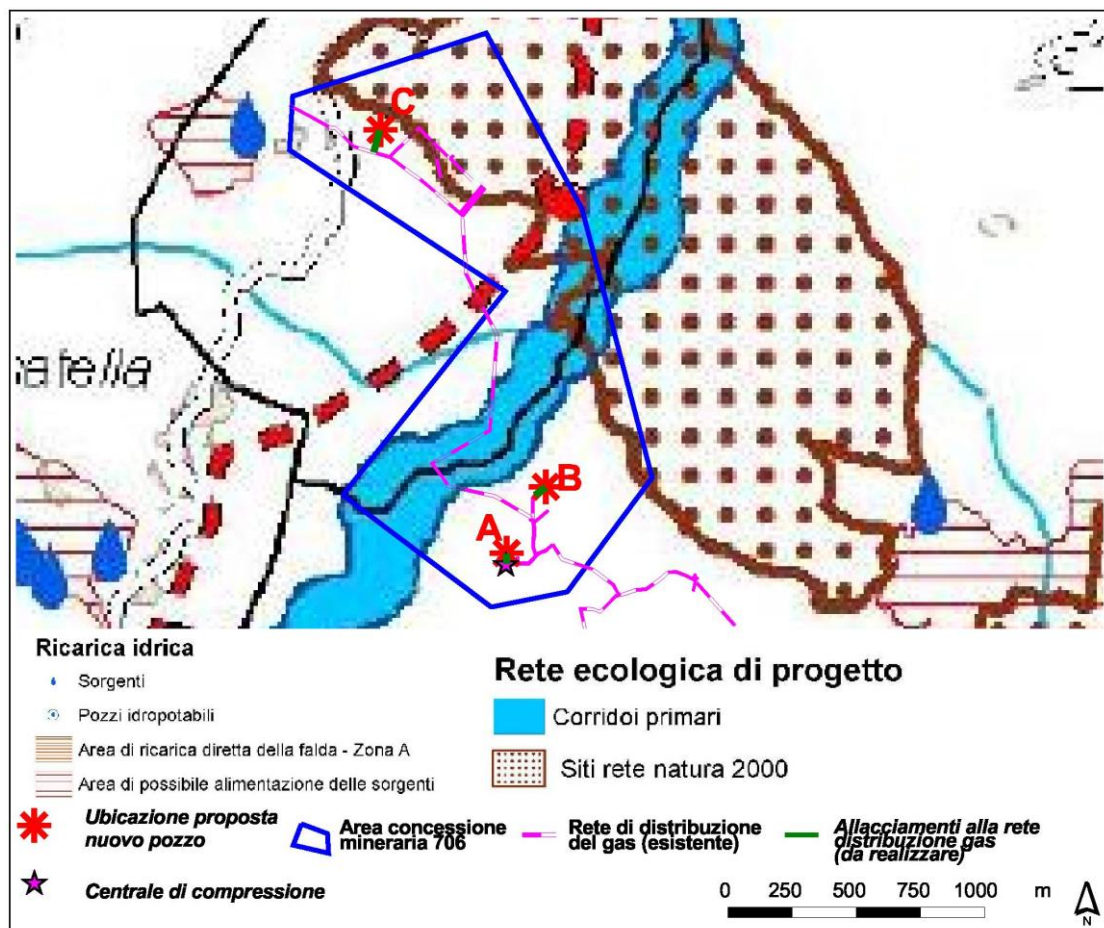 C
B
A
Ricarica idrica
Sorgenti
Pozzi idropotabili
Area di ricarica diretta della falda - Zona A
Area di possibile alimentazione delle sorgenti
Rete ecologica di progetto
Corridoi primari
Siti rete natura 2000
Ubicazione proposta
nuovo pozzo
Area concessione
mineraria 706
Rete di distribuzione
del gas (esistente)
Allacciamenti alla rete
distribuzione gas
(da realizzare)
Centrale di compressione
0 250 500 750 1000 m
N